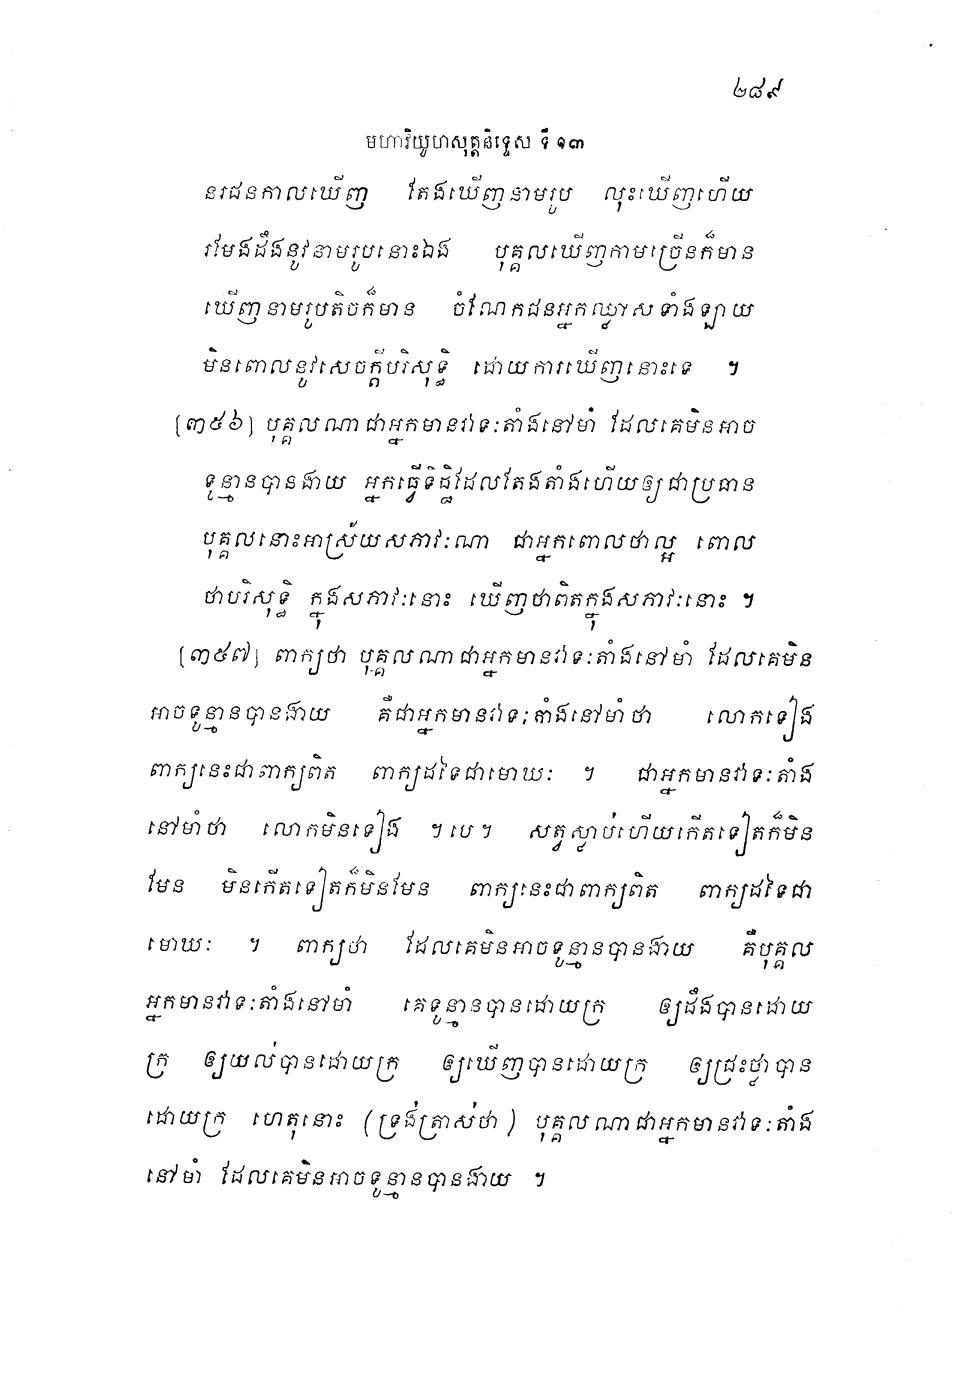 ២៨៩
មហាវិយូហសុត្តនិទ្ទេស ទី ១៣
នរជនកាលឃើញ តែងឃើញនាមរូប លុះឃើញហើយ
រមែងដឹងនូវនាមរូបនោះឯង បុគ្គលឃើញកាមច្រើនក៏មាន
ឃើញនាមរូបតិចក៏មាន ចំណែកជនអ្នកឈ្លាសទាំងឡាយ
មិនពោលនូវសេចក្តីបរិសុទ្ធិ ដោយការឃើញនោះទេ ។
[៣៥៦] បុគ្គលណាជាអ្នកមានវាទៈតាំងនៅមាំ ដែលគេមិនអាច
ទូន្មានបានងាយ អ្នកធ្វើទិដ្ឋិដែលតែងតាំងហើយឲ្យជាប្រធាន
បុគ្គលនោះអាស្រ័យសភាវៈណា ជាអ្នកពោលថាល្អ ពោល
ថាបរិសុទ្ធិ ក្នុងសភាវៈនោះ ឃើញថាពិតក្នុងសភាវៈនោះ ។
[៣៥៧] ពាក្យថា បុគ្គលណាជាអ្នកមានវាទៈតាំងនៅមាំ ដែលគេមិន
អាចទូន្មានបានងាយ គឺជាអ្នកមានវាទៈតាំងនៅមាំថា លោកទៀង
ពាក្យនេះជាពាក្យពិត ពាក្យដទៃជាមោឃៈ ។ ជាអ្នកមានវាទៈតាំង
នៅមាំថា លោកមិនទៀង ។បេ។ សត្វស្លាប់ហើយកើតទៀតក៏មិន
មែន មិនកើតទៀតក៏មិនមែន ពាក្យនេះជាពាក្យពិត ពាក្យដទៃជា
មោឃៈ ។ ពាក្យថា ដែលគេមិនអាចទូន្មានបានងាយ គឺបុគ្គល
អ្នកមានវាទៈតាំងនៅមាំ គេទូន្មានបានដោយក្រ ឲ្យដឹងបានដោយ
ក្រ ឲ្យយល់បានដោយក្រ ឲ្យឃើញបានដោយក្រ ឲ្យជ្រះថ្លាបាន
ដោយក្រ ហេតុនោះ (ទ្រង់ត្រាស់ថា) បុគ្គលណាជាអ្នកមានវាទៈតាំង
នៅមាំ ដែលគេមិនអាចទូន្មានបានងាយ ។